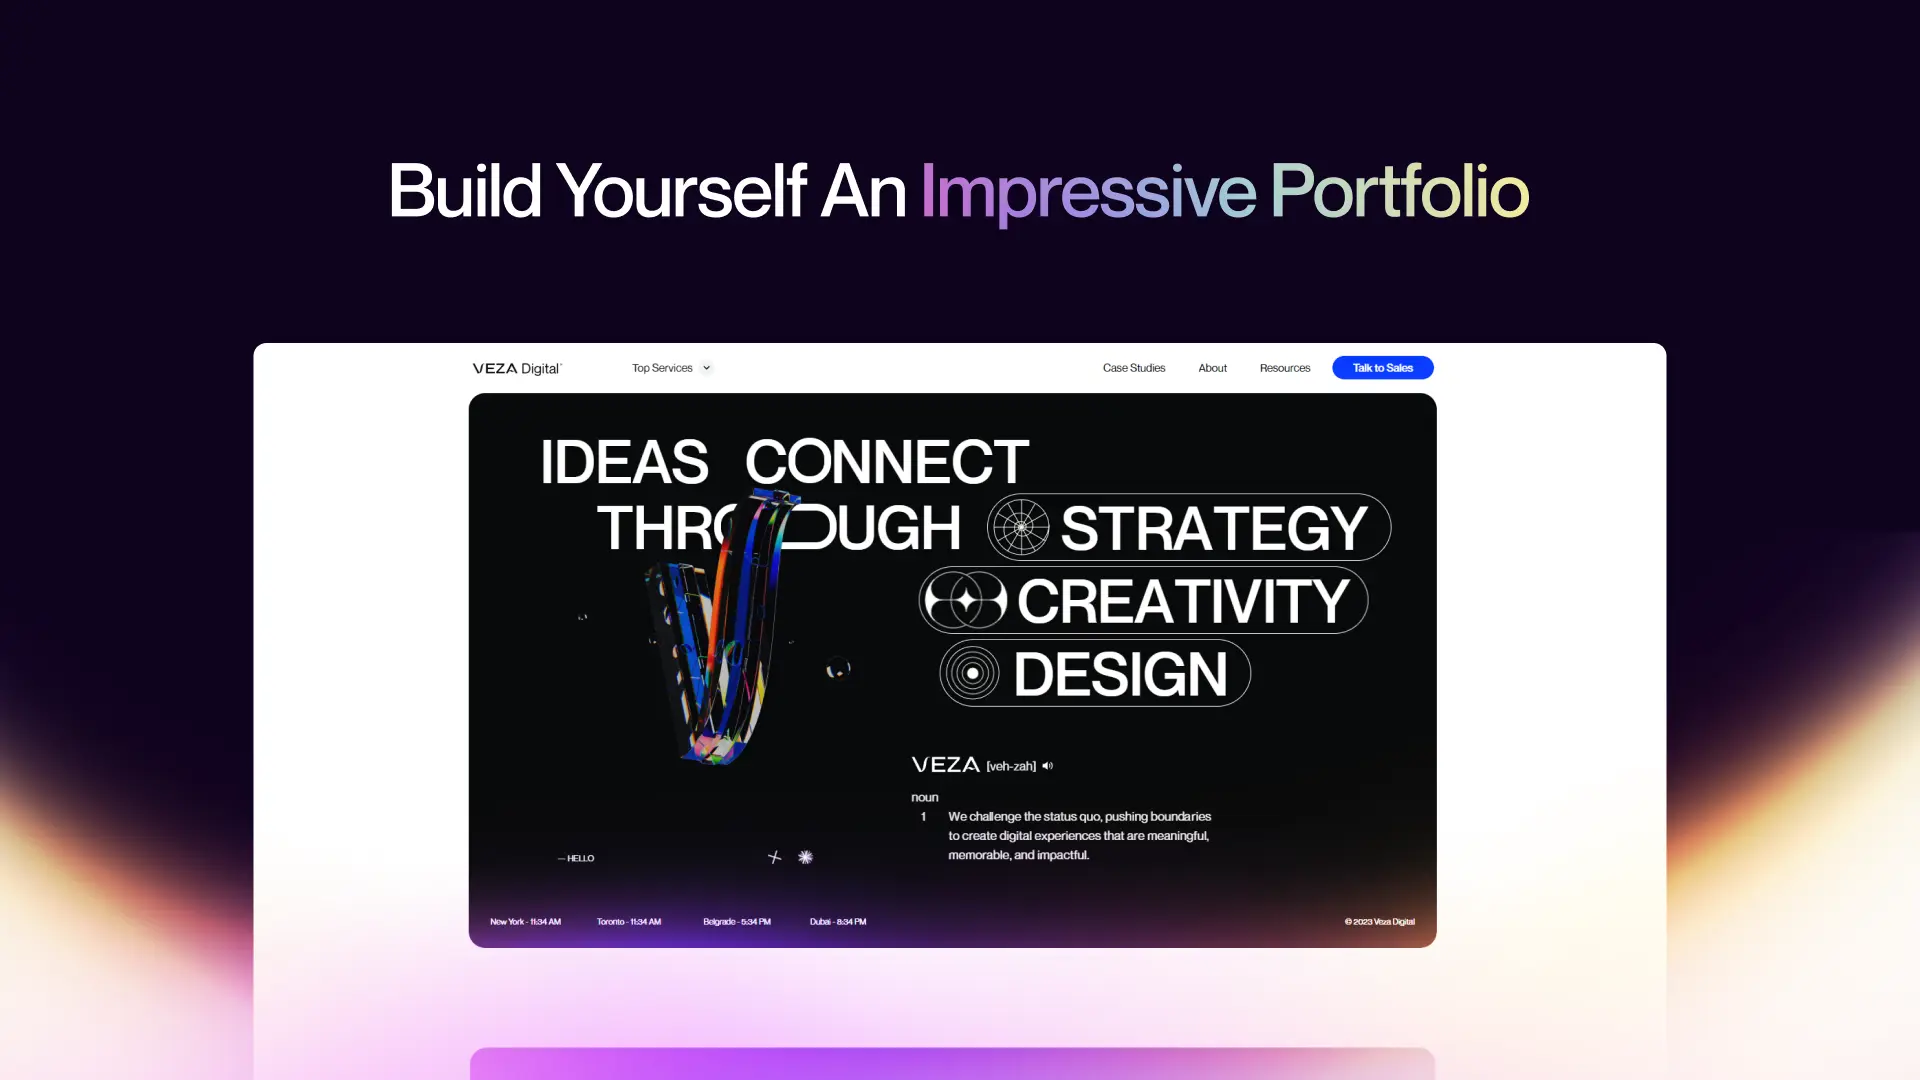 Build Yourself An Impressive Portfolio
VEZA Digital Top Services Case Studies About Resources Talk to Sales
IDEAS CONNECT
THROUGH STRATEGY
CREATIVITY
DESIGN
VEZA [veh-zah]
noun
1 We challenge the status quo, pushing boundaries
to create digital experiences that are meaningful,
memorable, and impactful.
— HELLO
New York - 11:34 AM Toronto - 11:34 AM Belgrade - 5:34 PM Dubai - 8:34 PM © 2023 Veza Digital